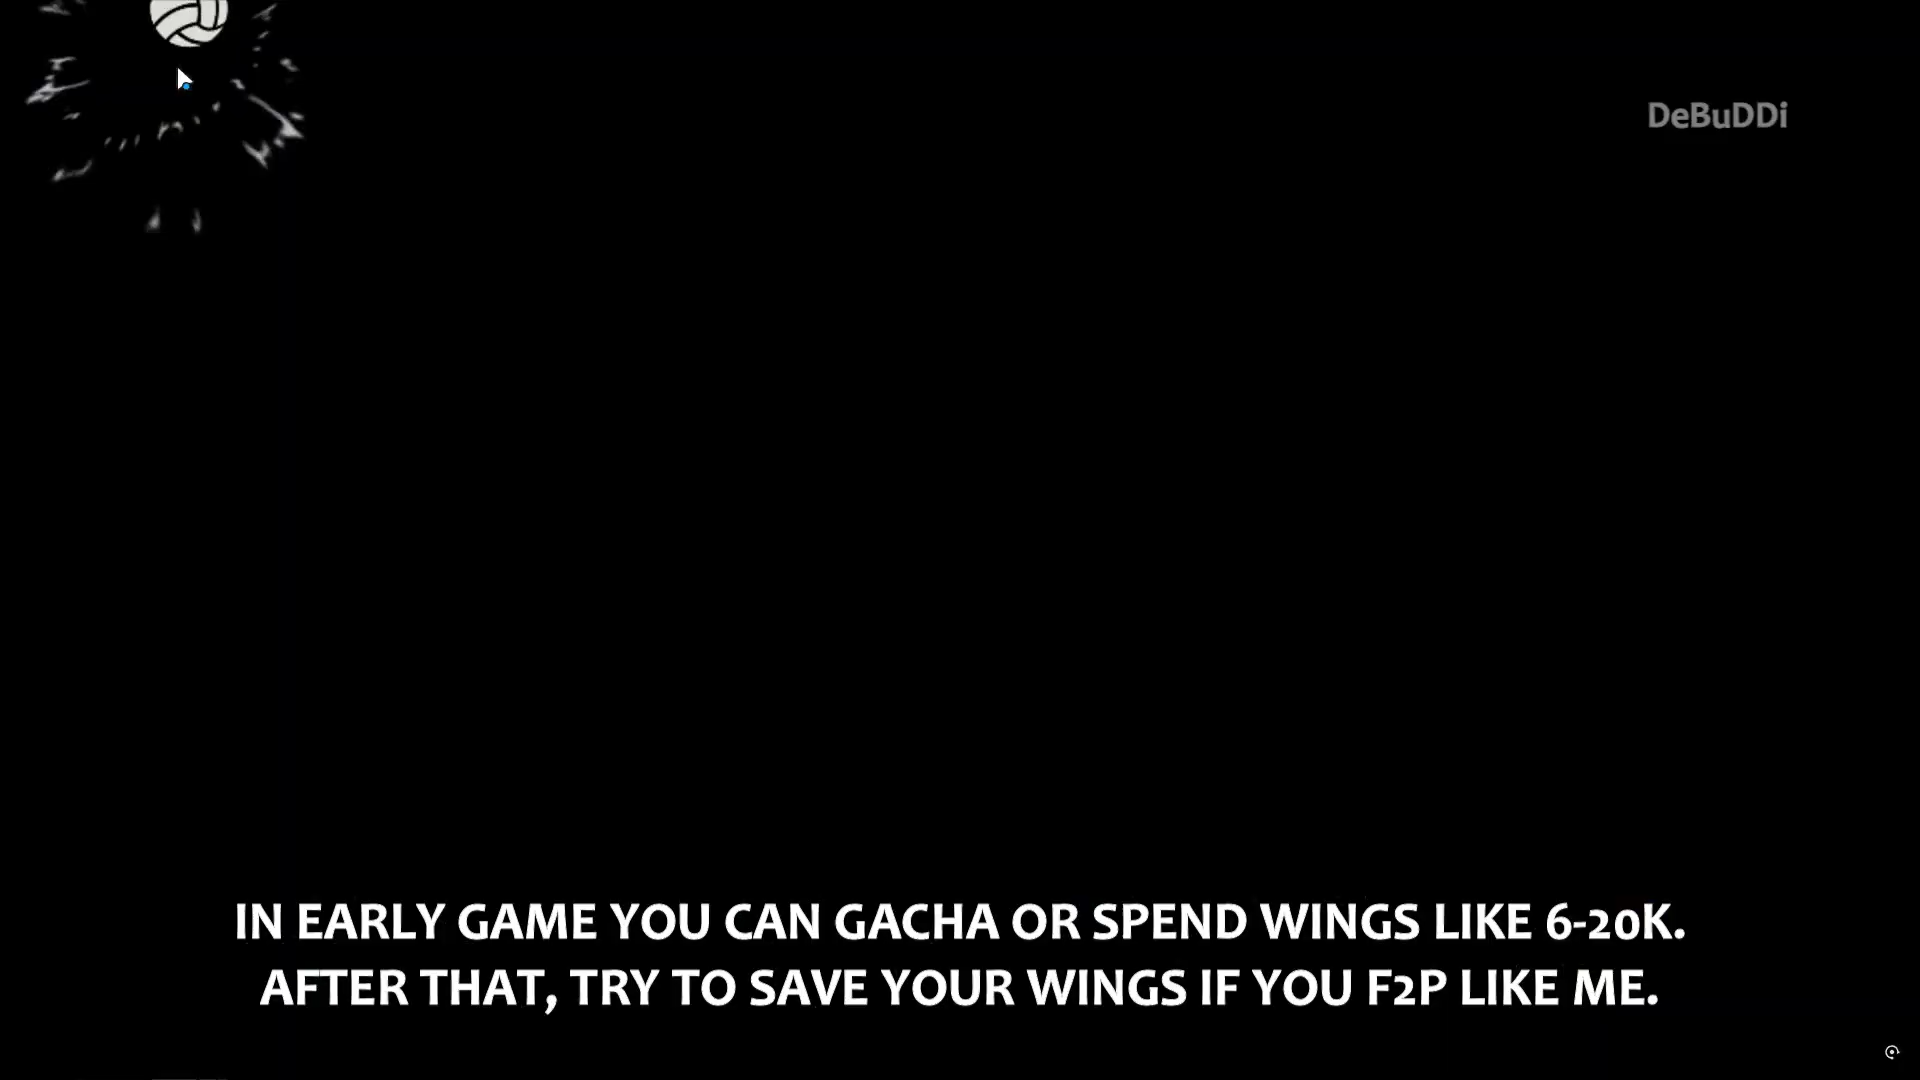 DeBuDDi
IN EARLY GAME YOU CAN GACHA OR SPEND WINGS LIKE 6-20K.
AFTER THAT, TRY TO SAVE YOUR WINGS IF YOU F2P LIKE ME.